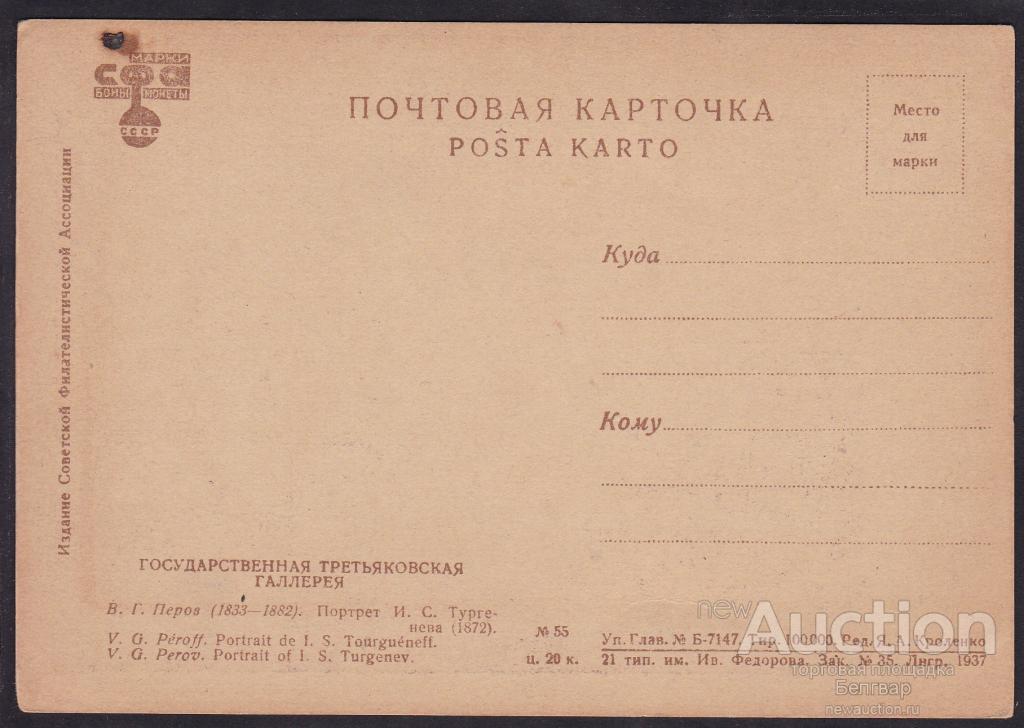 МАРКИ
СФА
БОНЫ МОНЕТЫ
СССР
ПОЧТОВАЯ КАРТОЧКА
POŜTA KARTO
Место
для
марки
Издание Советской Филателистической Ассоциации
Куда
Кому
ГОСУДАРСТВЕННАЯ ТРЕТЬЯКОВСКАЯ
ГАЛЛЕРЕЯ
В. Г. Перов (1833—1882). Портрет И. С. Турге-
нева (1872).
V. G. Péroff. Portrait de I. S. Tourguéneff.
V. G. Perov. Portrait of I. S. Turgenev.
№ 55
ц. 20 к.
Уп. Глав. № Б-7147. Тир. 100.000. Ред. Я. А. Кроленко
21 тип. им. Ив. Федорова. Зак. № 35. Лнгр. 1937
newAuction
торговая площадка
Белгвар
newauction.ru